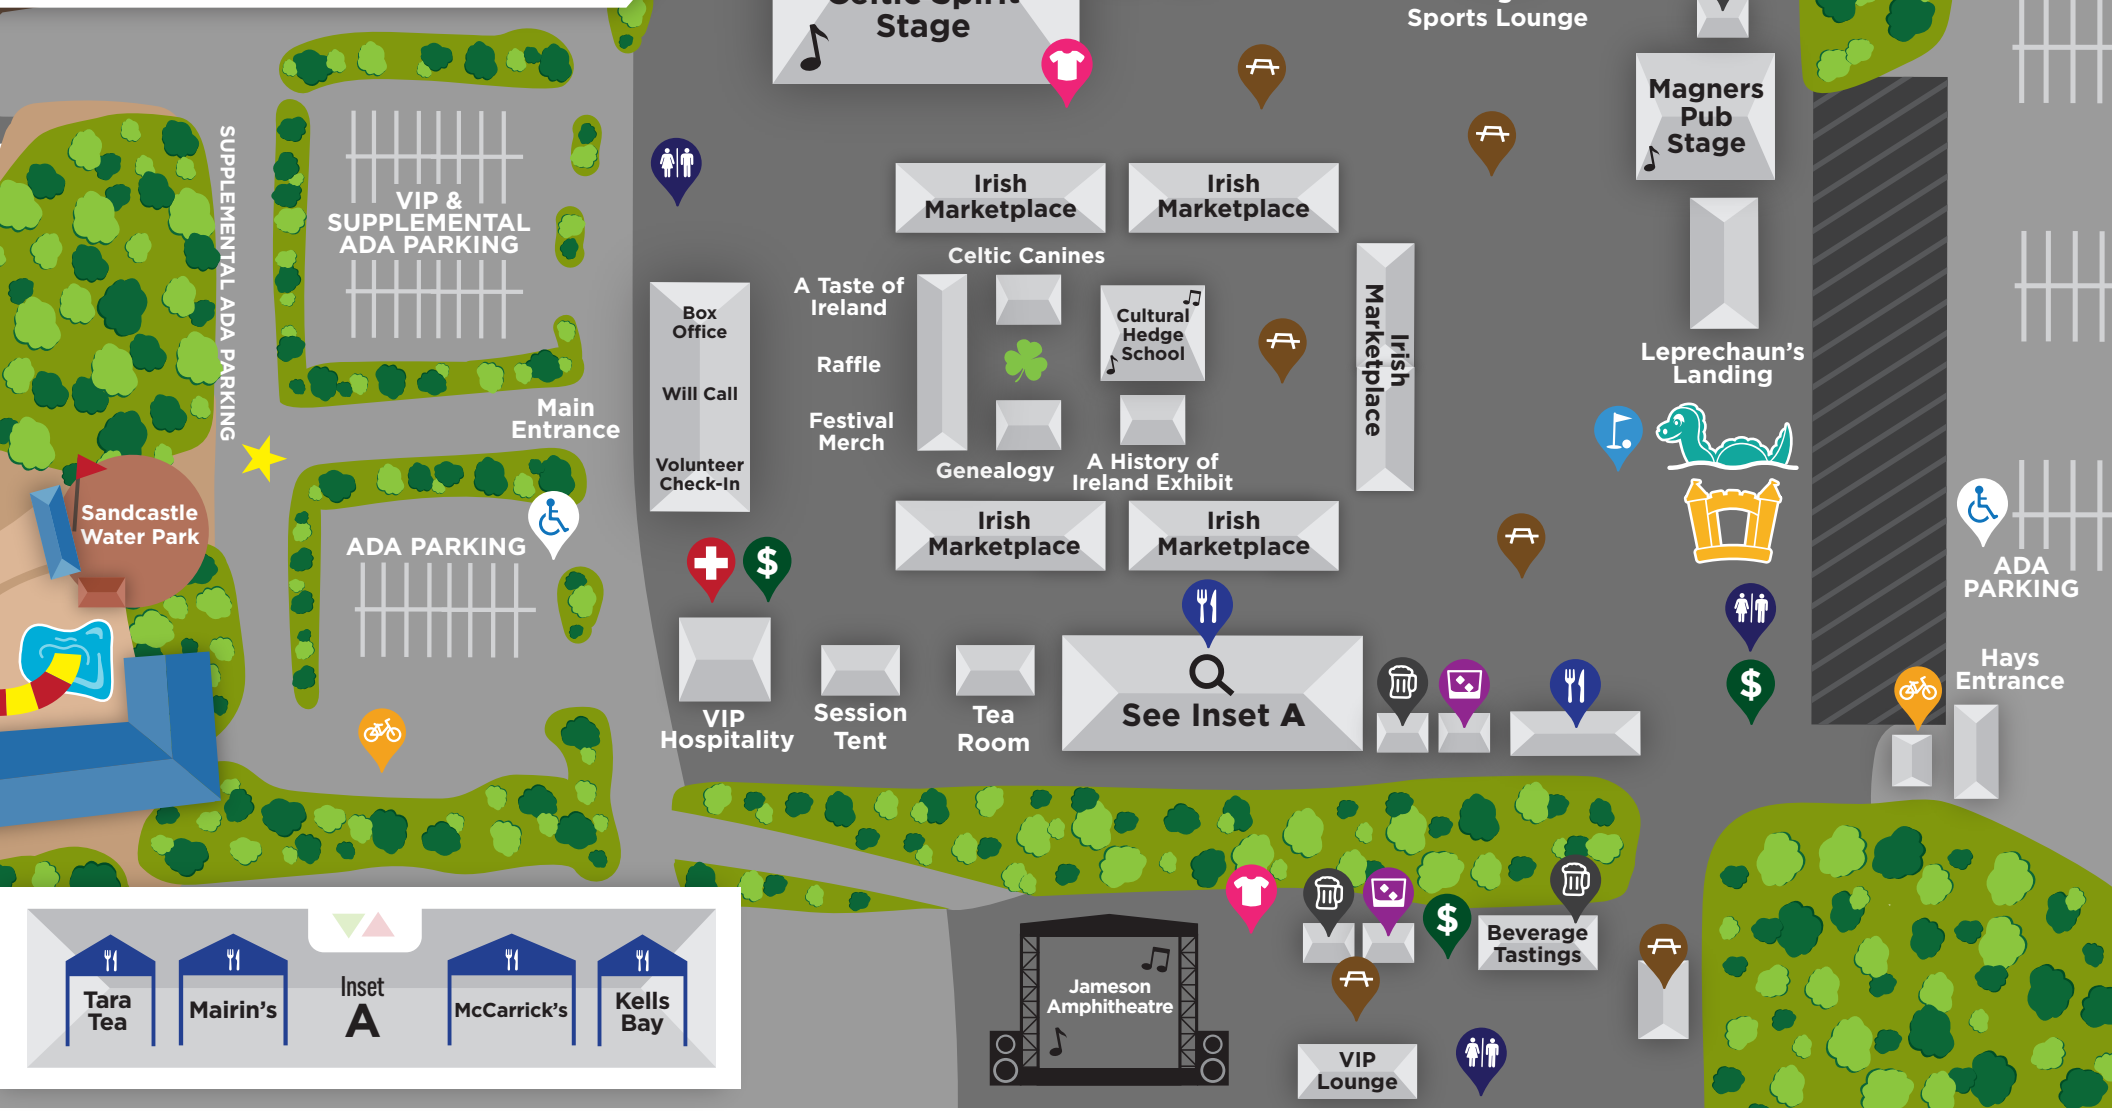 Celtic Spirit
Stage
Sports Lounge
Magners
Pub
Stage
SUPPLEMENTAL ADA PARKING
VIP &
SUPPLEMENTAL
ADA PARKING
Irish
Marketplace
Irish
Marketplace
Celtic Canines
A Taste of
Ireland
Raffle
Festival
Merch
Cultural
Hedge
School
Irish
Marketplace
Box
Office
Will Call
Volunteer
Check-In
Main
Entrance
Genealogy
A History of
Ireland Exhibit
Leprechaun's
Landing
Sandcastle
Water Park
ADA PARKING
$
Irish
Marketplace
Irish
Marketplace
ADA
PARKING
Hays
Entrance
$
VIP
Hospitality
Session
Tent
Tea
Room
See Inset A
$
Beverage
Tastings
Jameson
Amphitheatre
VIP
Lounge
Tara
Tea
Mairin's
Inset
A
McCarrick's
Kells
Bay